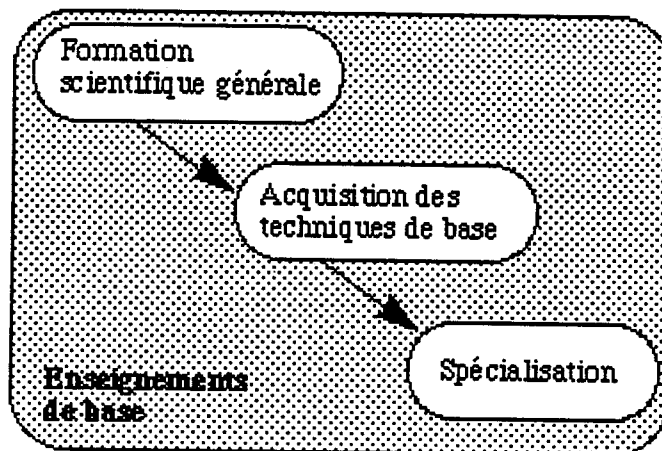 Formation
scientifique générale
Acquisition des
techniques de base
Spécialisation
Enseignements
de base